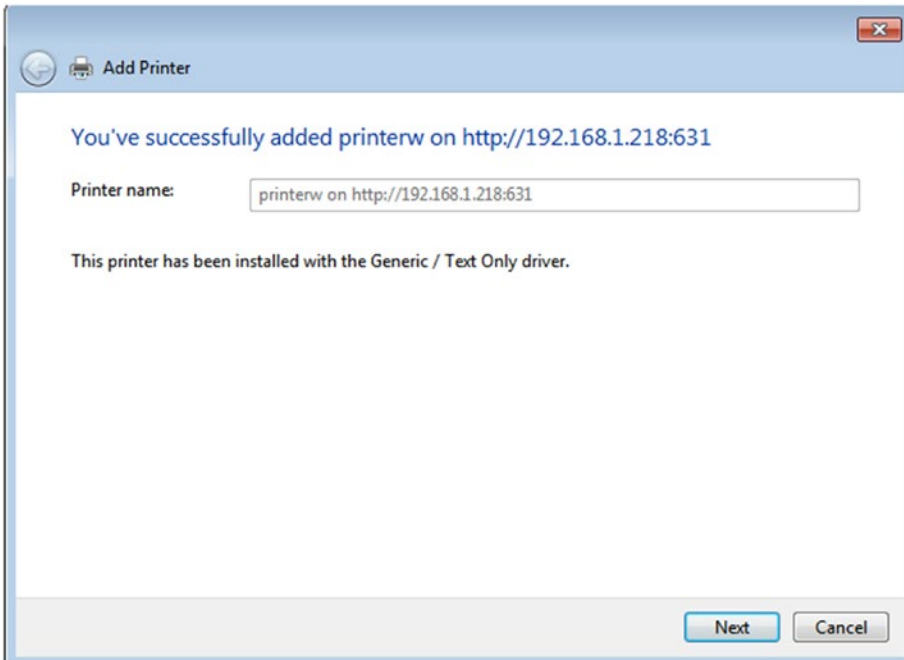 Add Printer
You've successfully added printerw on http://192.168.1.218:631
Printer name: printerw on http://192.168.1.218:631
This printer has been installed with the Generic / Text Only driver.
Next Cancel